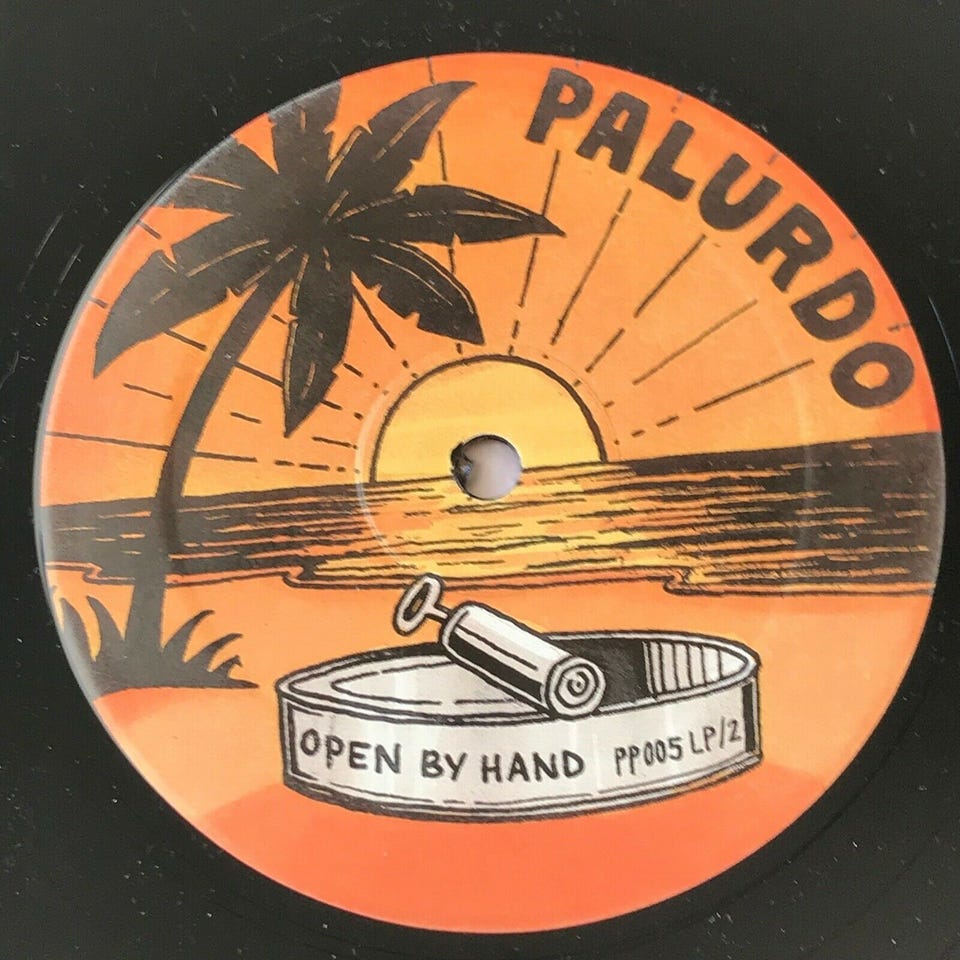 PALURDO
OPEN BY HAND PP005 LP/2